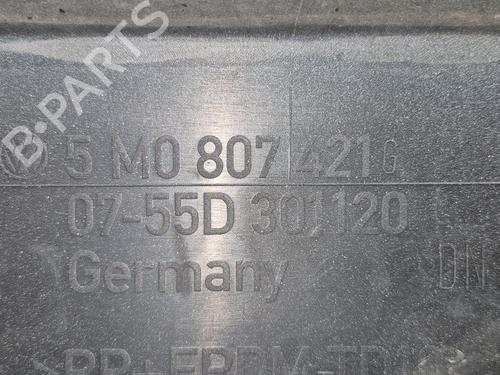 B-PARTS
5 M0 807 421
07-55D 301120
Germany
DN